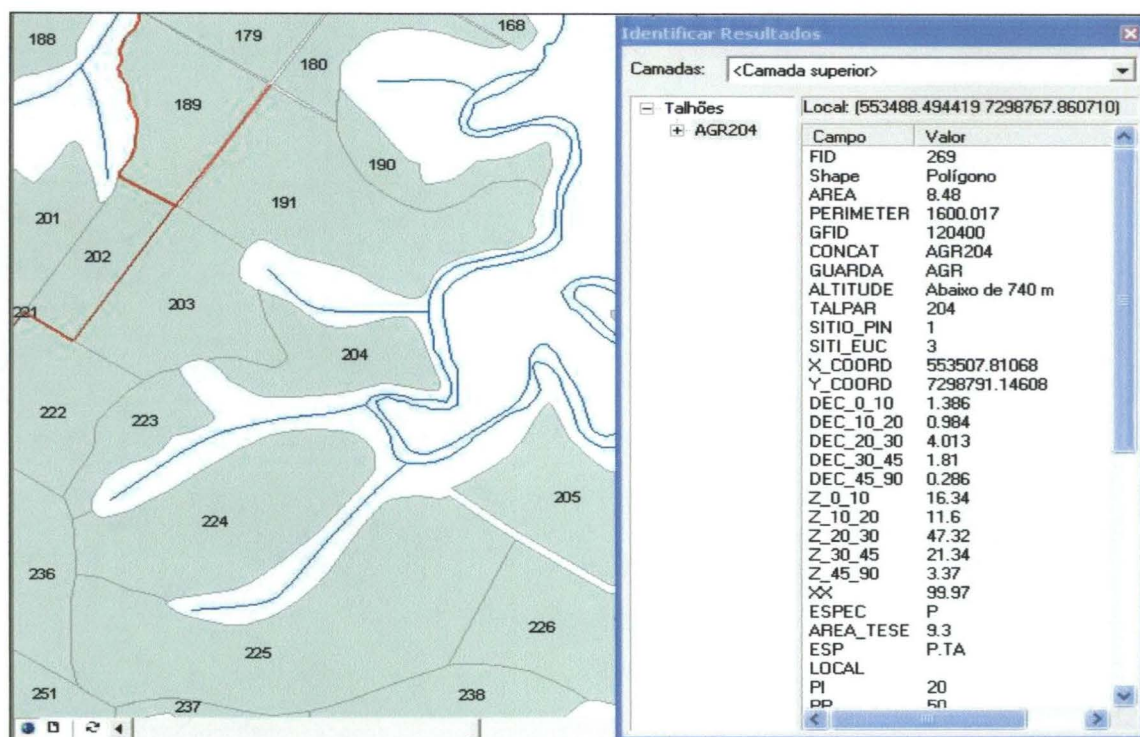 188
179
168
180
189
190
201
191
202
203
221
204
222
223
224
205
236
226
225
251
237
238
Identificar Resultados
Camadas: <Camada superior>
Talhões
AGR204
Local: (553488.494419 7298767.860710)
Campo Valor
FID 269
Shape Polígono
AREA 8.48
PERIMETER 1600.017
GFID 120400
CONCAT AGR204
GUARDA AGR
ALTITUDE Abaixo de 740 m
TALPAR 204
SITIO_PIN 1
SITI_EUC 3
X_COORD 553507.81068
Y_COORD 7298791.14608
DEC_0_10 1.386
DEC_10_20 0.984
DEC_20_30 4.013
DEC_30_45 1.81
DEC_45_90 0.286
Z_0_10 16.34
Z_10_20 11.6
Z_20_30 47.32
Z_30_45 21.34
Z_45_90 3.37
XX 99.97
ESPEC P
AREA_TESE 9.3
ESP P.TA
LOCAL
PI 20
PP 50